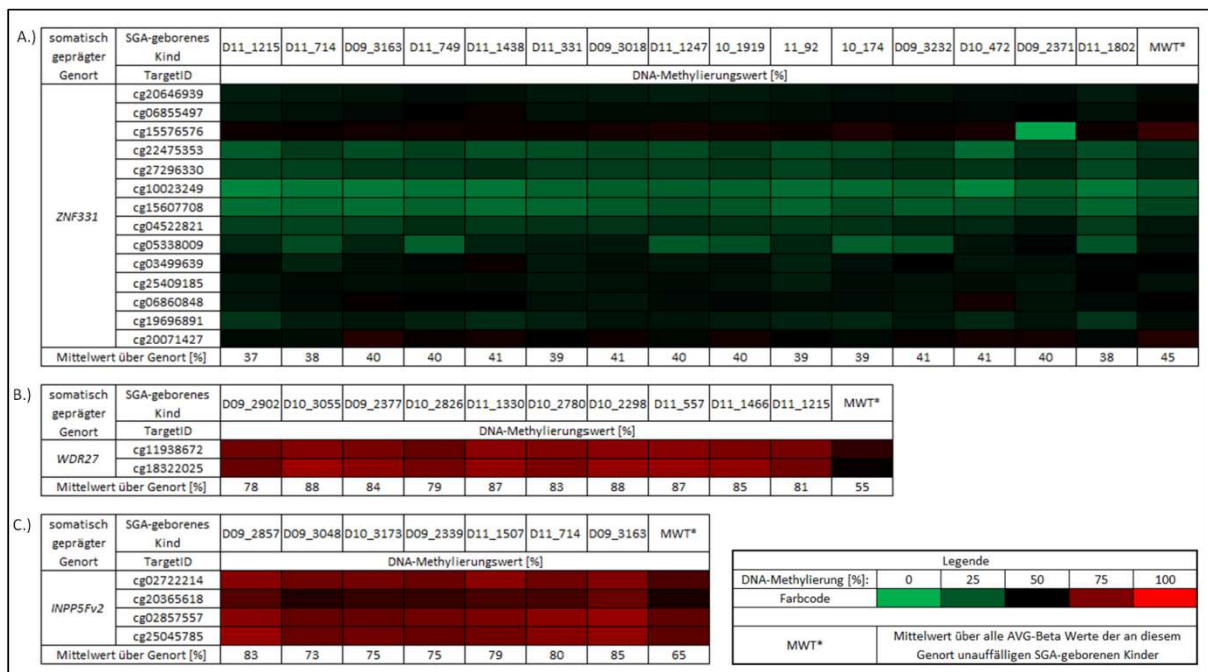 A.)
somatisch geprägter Genort SGA-geborenes Kind D11_1215 D11_714 D09_3163 D11_749 D11_1438 D11_331 D09_3018 D11_1247 10_1919 11_92 10_174 D09_3232 D10_472 D09_2371 D11_1802 MWT*
TargetID DNA-Methylierungswert [%]
ZNF331
cg20646939
cg06855497
cg15576576
cg22475353
cg27296330
cg10023249
cg15607708
cg04522821
cg05338009
cg03499639
cg25409185
cg06860848
cg19696891
cg20071427
Mittelwert über Genort [%] 37 38 40 40 41 39 41 40 40 39 39 41 41 40 38 45
B.)
somatisch geprägter Genort SGA-geborenes Kind D09_2902 D10_3055 D09_2377 D10_2826 D11_1330 D10_2780 D10_2298 D11_557 D11_1466 D11_1215 MWT*
TargetID DNA-Methylierungswert [%]
WDR27
cg11938672
cg18322025
Mittelwert über Genort [%] 78 88 84 79 87 83 88 87 85 81 55
C.)
somatisch geprägter Genort SGA-geborenes Kind D09_2857 D09_3048 D10_3173 D09_2339 D11_1507 D11_714 D09_3163 MWT*
TargetID DNA-Methylierungswert [%]
INPP5Fv2
cg02722214
cg20365618
cg02857557
cg25045785
Mittelwert über Genort [%] 83 73 75 75 79 80 85 65
Legende
DNA-Methylierung [%]: 0 25 50 75 100
Farbcode
MWT* Mittelwert über alle AVG-Beta Werte der an diesem
Genort unauffälligen SGA-geborenen Kinder